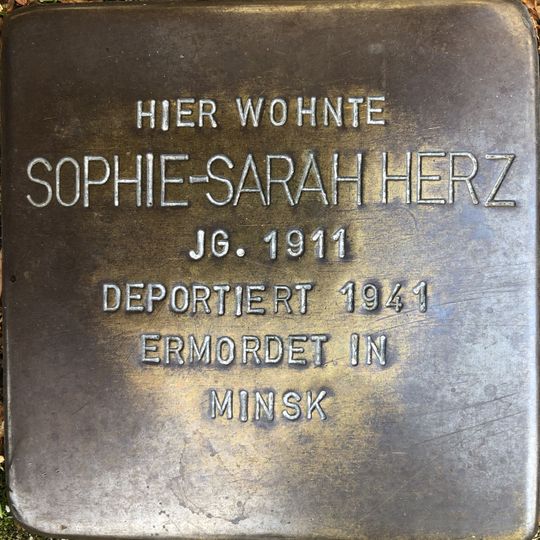 HIER WOHNTE
SOPHIE-SARAH HERZ
JG. 1911
DEPORTIERT 1941
ERMORDET IN
MINSK